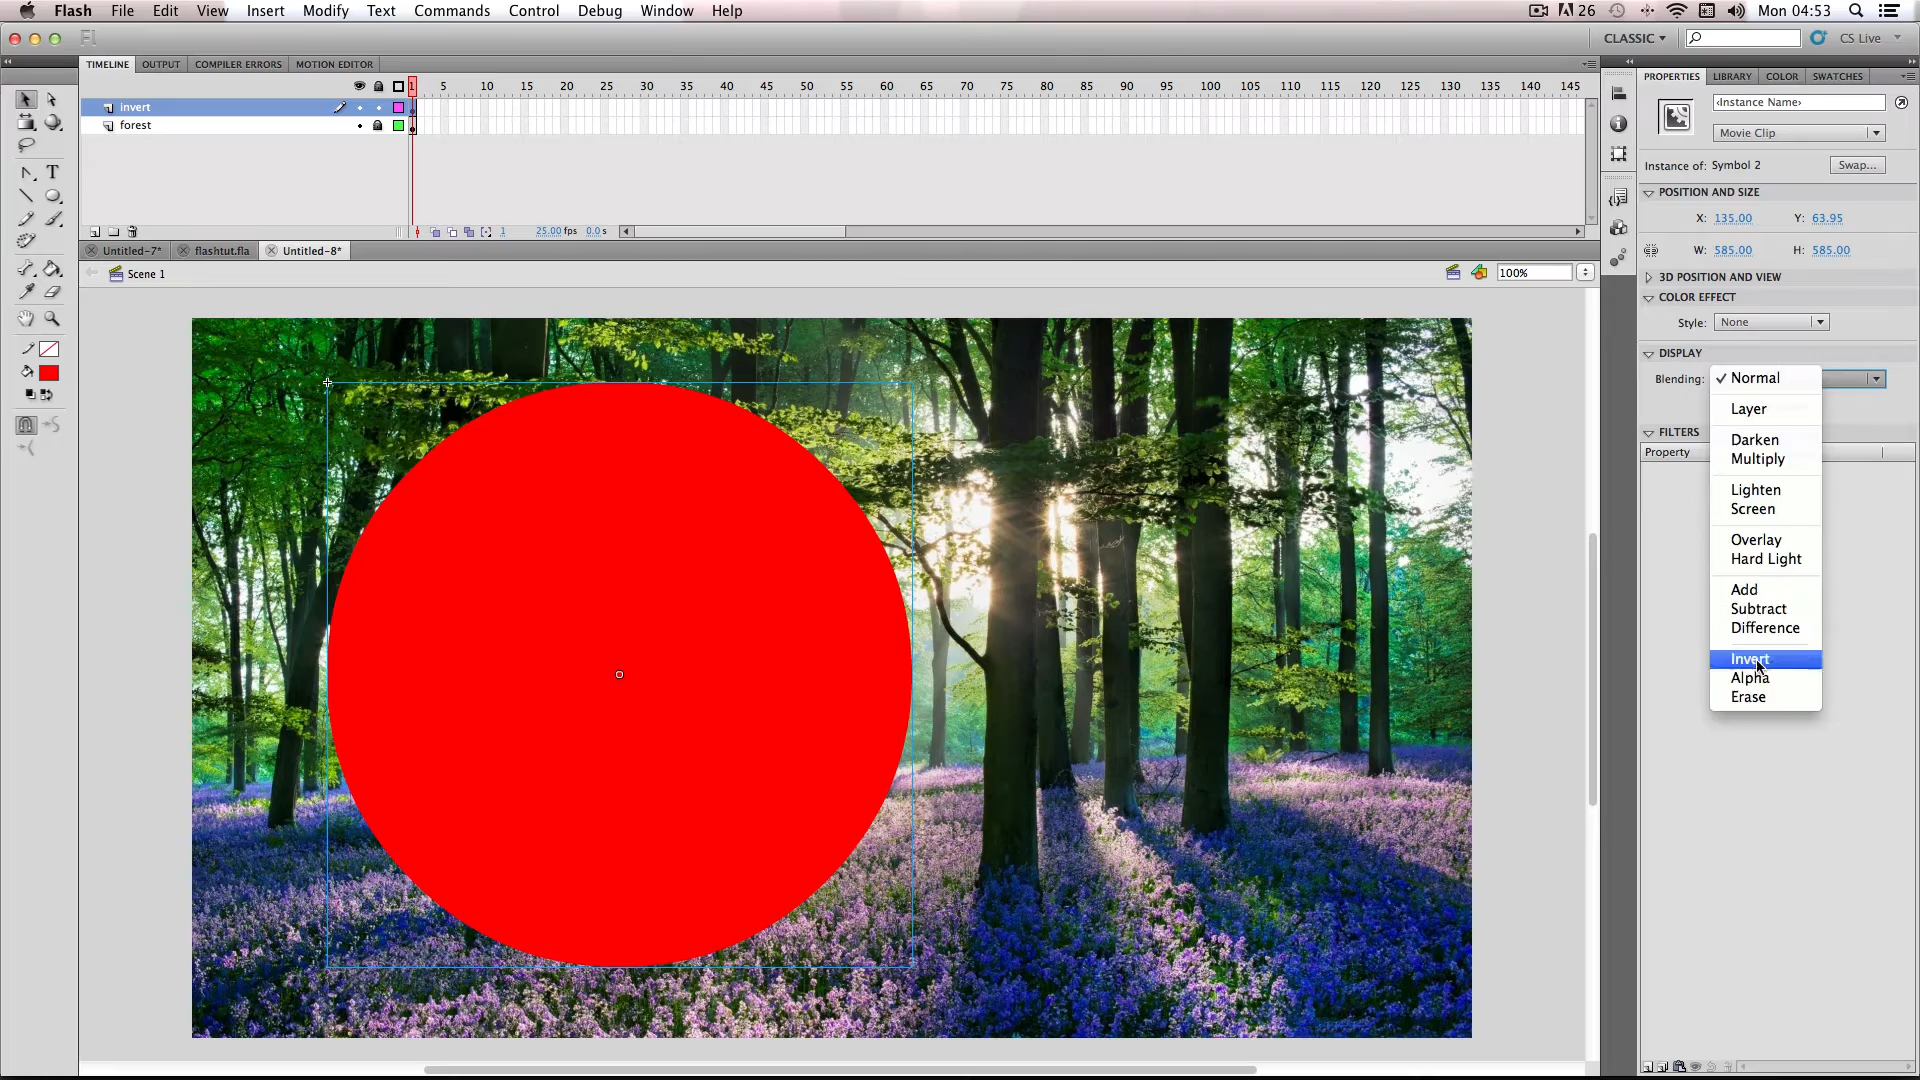 Flash File Edit View Insert Modify Text Commands Control Debug Window Help 26 Mon 04:53
Fl CLASSIC CS Live
TIMELINE OUTPUT COMPILER ERRORS MOTION EDITOR
PROPERTIES LIBRARY COLOR SWATCHES
1 5 10 15 20 25 30 35 40 45 50 55 60 65 70 75 80 85 90 95 100 105 110 115 120 125 130 135 140 145
invert
forest
1 25.00 fps 0.0 s
Untitled-7* flashtut.fla Untitled-8*
Scene 1 100%
<Instance Name>
Movie Clip
Instance of: Symbol 2 Swap...
POSITION AND SIZE
X: 135.00 Y: 63.95
W: 585.00 H: 585.00
3D POSITION AND VIEW
COLOR EFFECT
Style: None
DISPLAY
Blending: Normal
Layer
Darken
Multiply
Lighten
Screen
Overlay
Hard Light
Add
Subtract
Difference
Invert
Alpha
Erase
FILTERS
Property